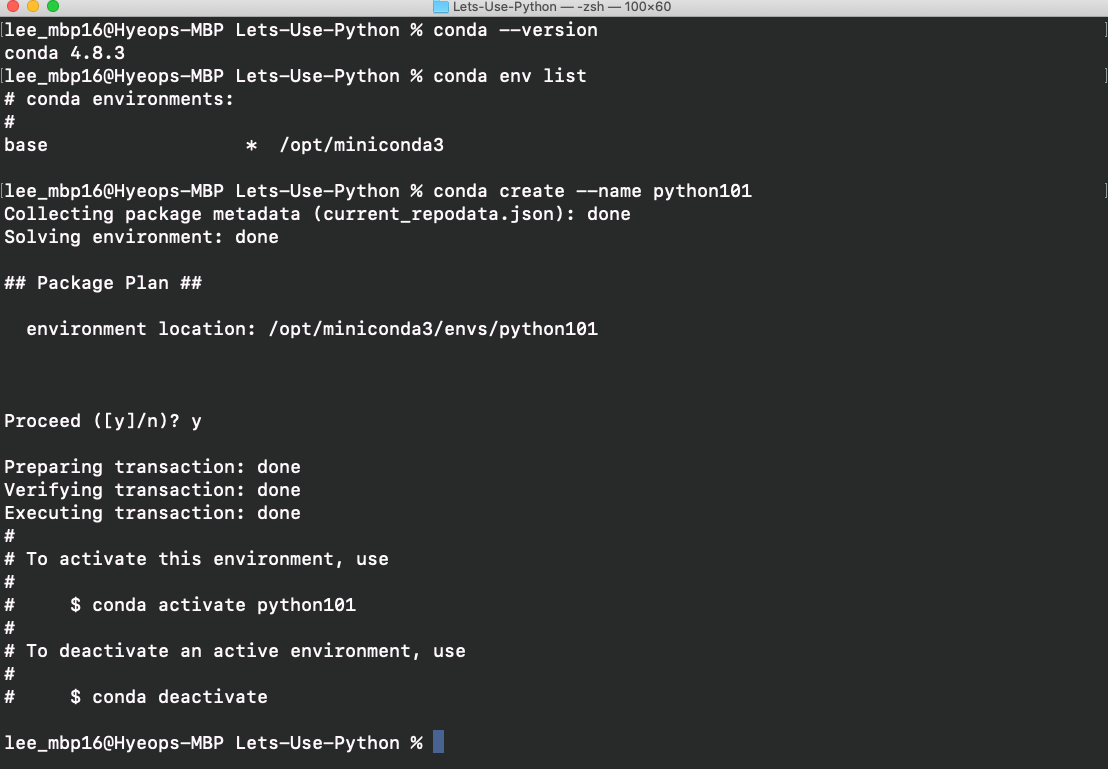 Lets-Use-Python — -zsh — 100×60
[lee_mbp16@Hyeops-MBP Lets-Use-Python % conda --version ]
conda 4.8.3
[lee_mbp16@Hyeops-MBP Lets-Use-Python % conda env list ]
# conda environments:
#
base                  *  /opt/miniconda3
[lee_mbp16@Hyeops-MBP Lets-Use-Python % conda create --name python101 ]
Collecting package metadata (current_repodata.json): done
Solving environment: done
## Package Plan ##
  environment location: /opt/miniconda3/envs/python101
Proceed ([y]/n)? y
Preparing transaction: done
Verifying transaction: done
Executing transaction: done
#
# To activate this environment, use
#
#     $ conda activate python101
#
# To deactivate an active environment, use
#
#     $ conda deactivate
lee_mbp16@Hyeops-MBP Lets-Use-Python %